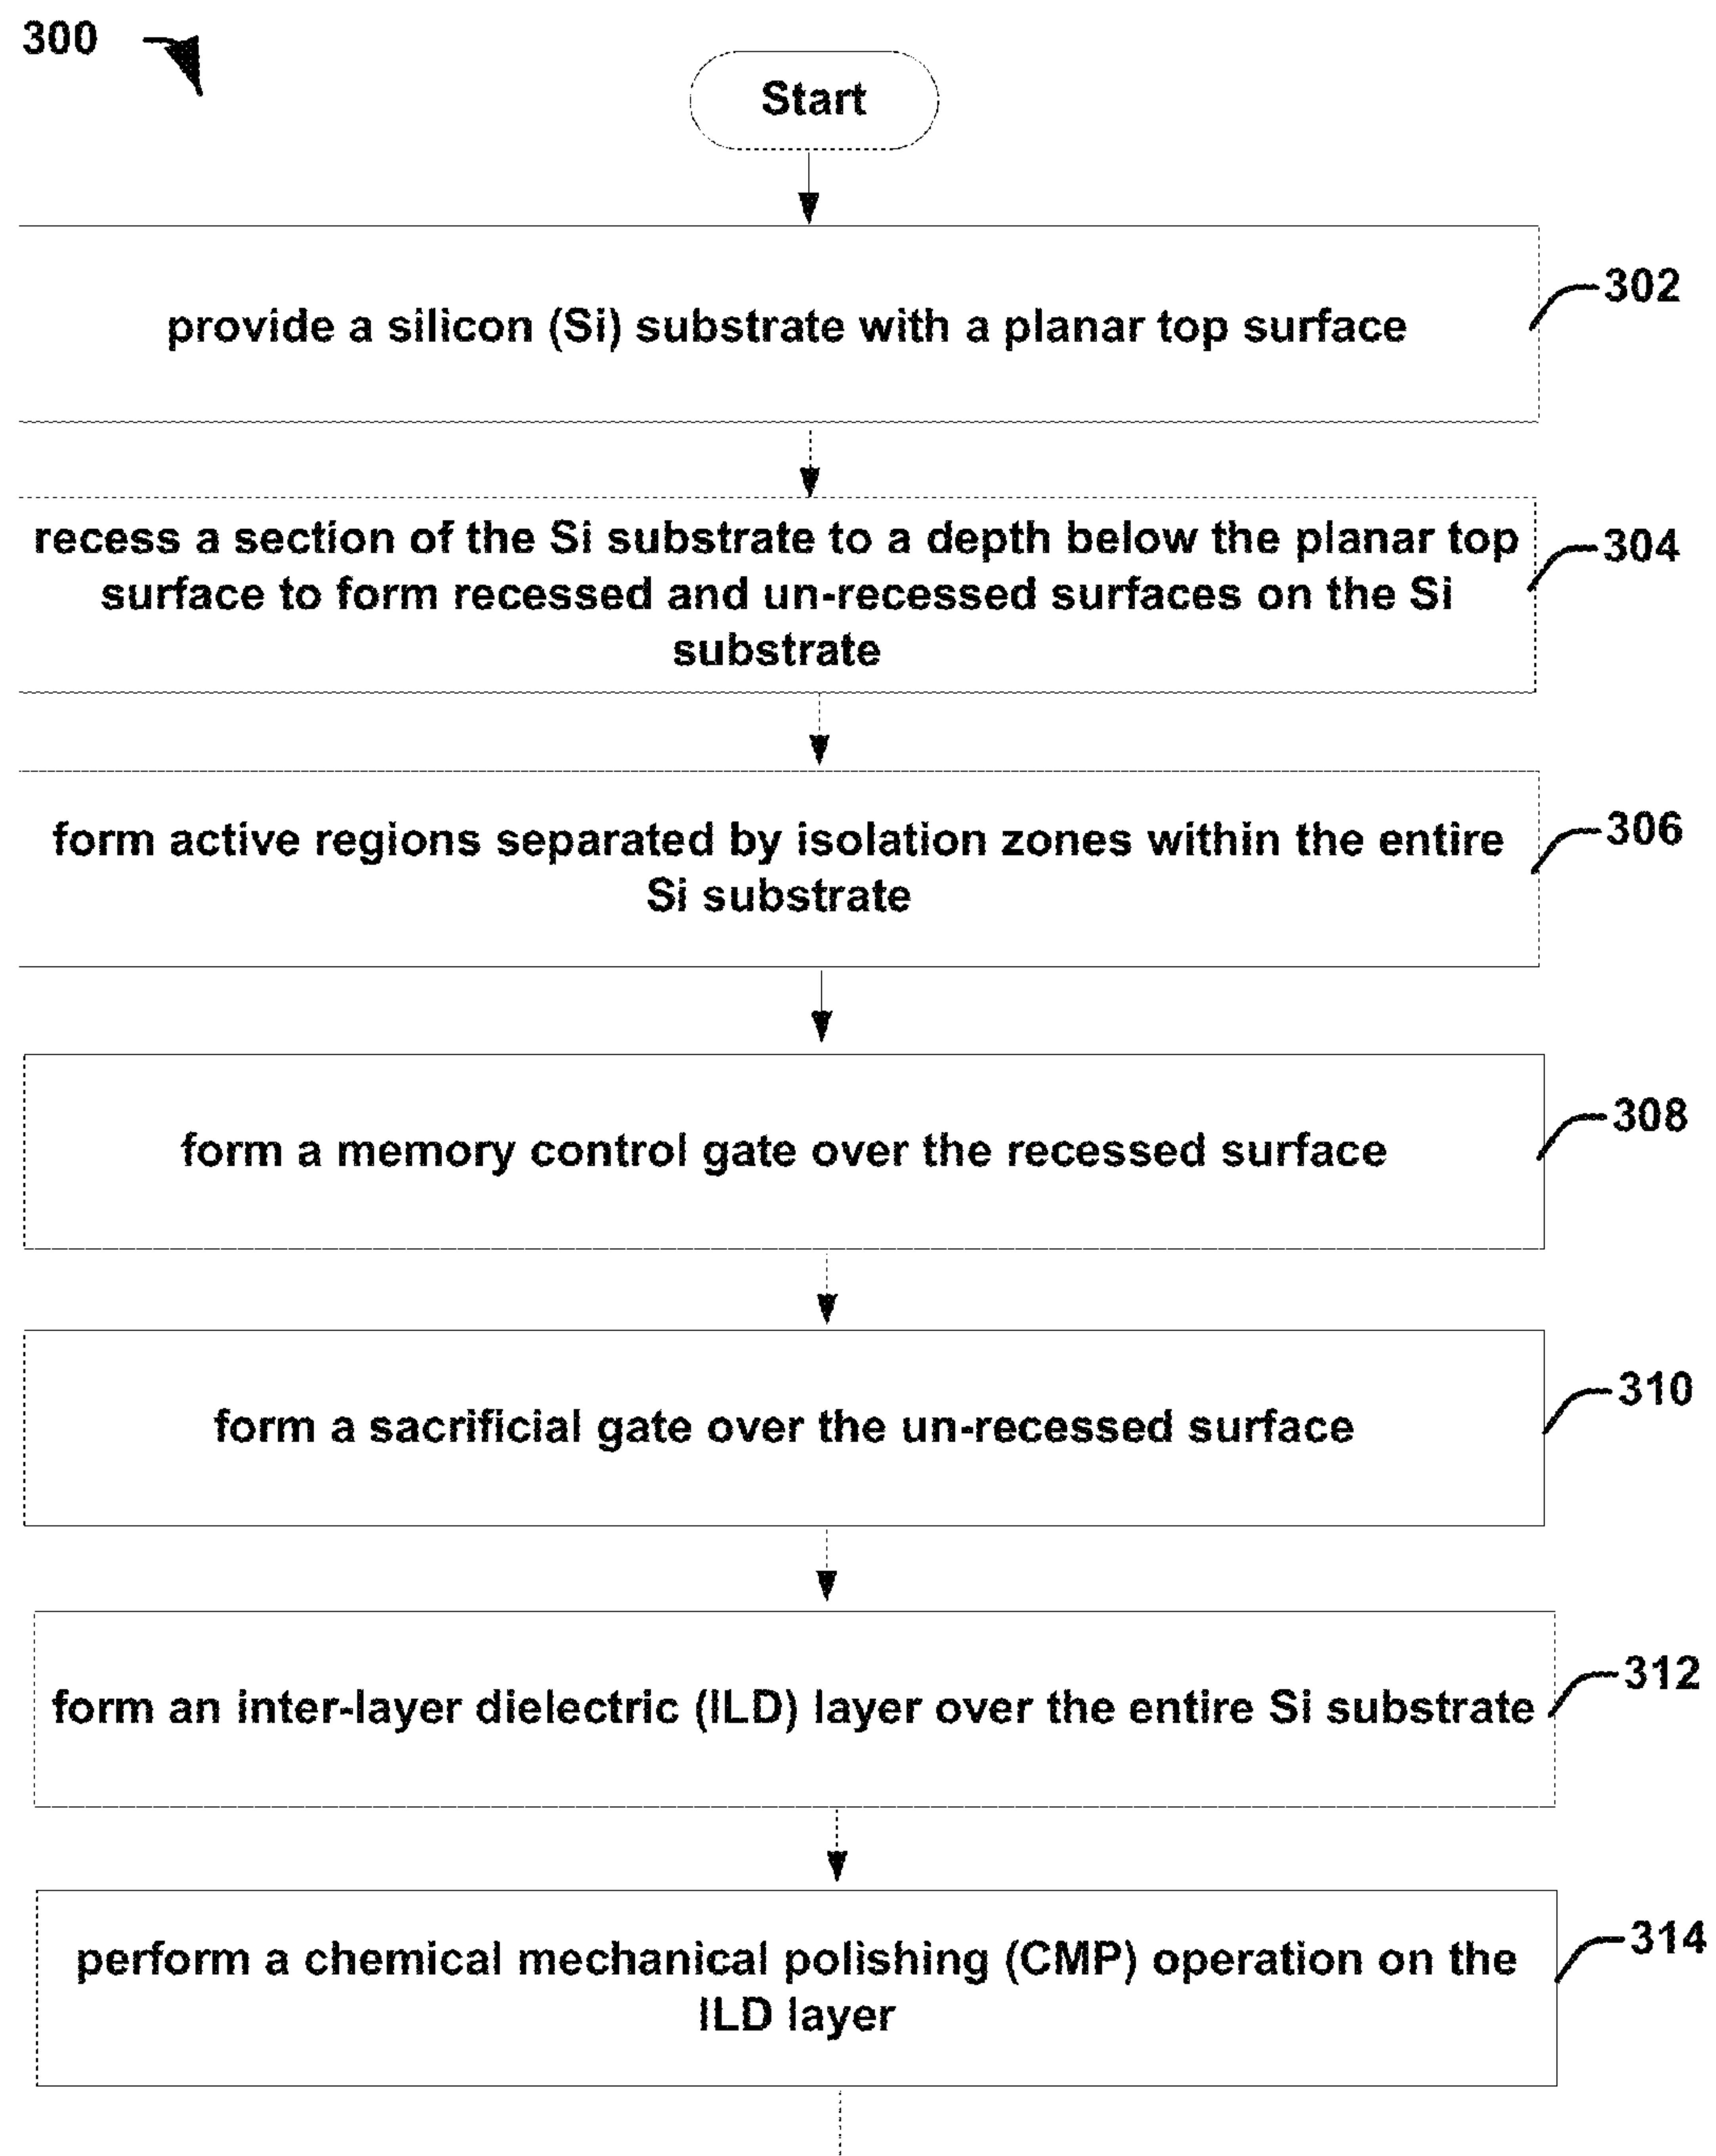 300
Start
provide a silicon (Si) substrate with a planar top surface
302
recess a section of the Si substrate to a depth below the planar top
surface to form recessed and un-recessed surfaces on the Si
substrate
304
form active regions separated by isolation zones within the entire
Si substrate
306
form a memory control gate over the recessed surface
308
form a sacrificial gate over the un-recessed surface
310
form an inter-layer dielectric (ILD) layer over the entire Si substrate
312
perform a chemical mechanical polishing (CMP) operation on the
ILD layer
314